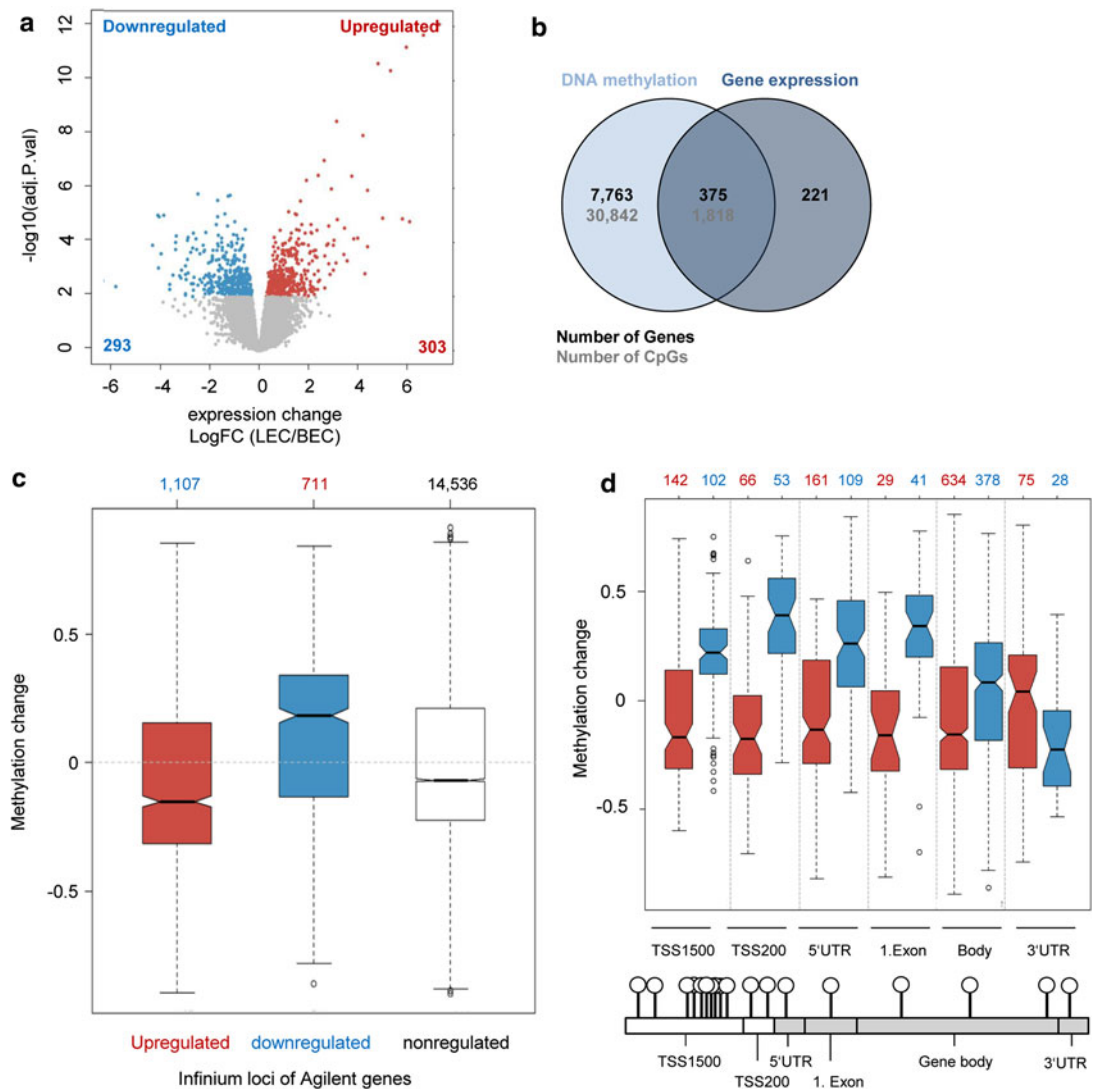 a
Downregulated
Upregulated
12
10
8
6
4
2
0
-log10(adj.P.val)
293
303
-6
-4
-2
0
2
4
6
expression change
LogFC (LEC/BEC)
b
DNA methylation
Gene expression
7,763
30,842
375
1,818
221
Number of Genes
Number of CpGs
c
1,107
711
14,536
0.5
0
-0.5
Methylation change
Upregulated
downregulated
nonregulated
Infinium loci of Agilent genes
d
142
102
66
53
161
109
29
41
634
378
75
28
0.5
0
-0.5
Methylation change
TSS1500
TSS200
5'UTR
1.Exon
Body
3'UTR
TSS1500
TSS200
5'UTR
1. Exon
Gene body
3'UTR